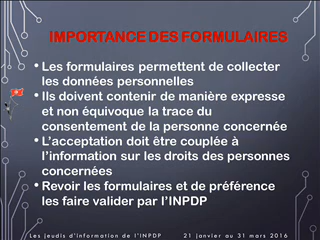 IMPORTANCE DES FORMULAIRES
• Les formulaires permettent de collecter
les données personnelles
• Ils doivent contenir de manière expresse
et non équivoque la trace du
consentement de la personne concernée
• L'acceptation doit être couplée à
l'information sur les droits des personnes
concernées
• Revoir les formulaires et de préférence
les faire valider par l'INPDP
Les jeudis d'information de l'INPDP 21 janvier au 31 mars 2016